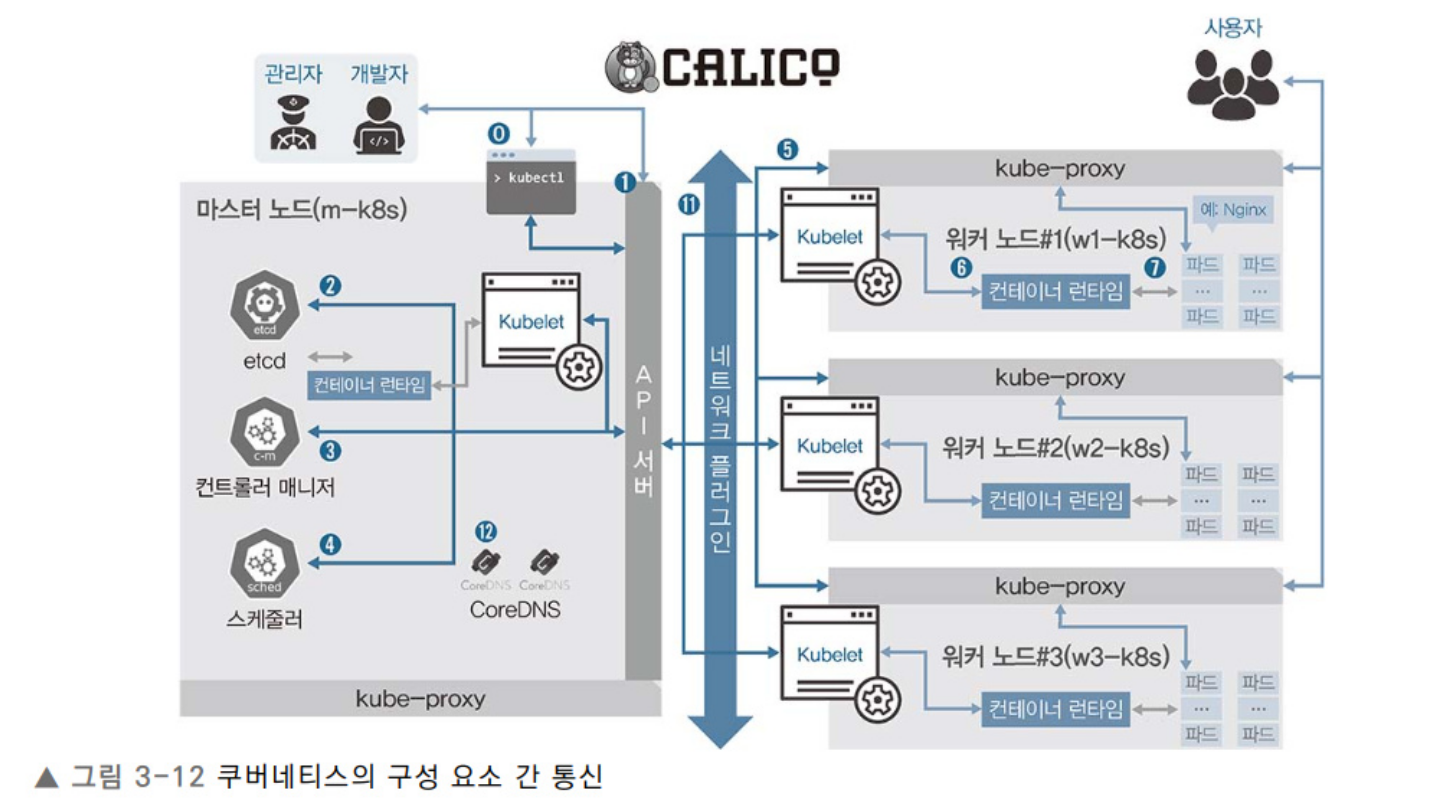 사용자
CALICO
관리자 개발자
0
> kubectl
1
마스터 노드(m-k8s)
2
etcd
etcd
Kubelet
컨테이너 런타임
c-m
3
컨트롤러 매니저
4
sched
스케줄러
12
CoreDNS CoreDNS
CoreDNS
API 서버
kube-proxy
11
네트워크 플러그인
5
kube-proxy
Kubelet
워커 노드#1(w1-k8s)
예: Nginx
6
컨테이너 런타임
7
파드 파드
... ...
파드 파드
kube-proxy
Kubelet
워커 노드#2(w2-k8s)
컨테이너 런타임
파드 파드
... ...
파드 파드
kube-proxy
Kubelet
워커 노드#3(w3-k8s)
컨테이너 런타임
파드 파드
... ...
파드 파드
▲ 그림 3-12 쿠버네티스의 구성 요소 간 통신